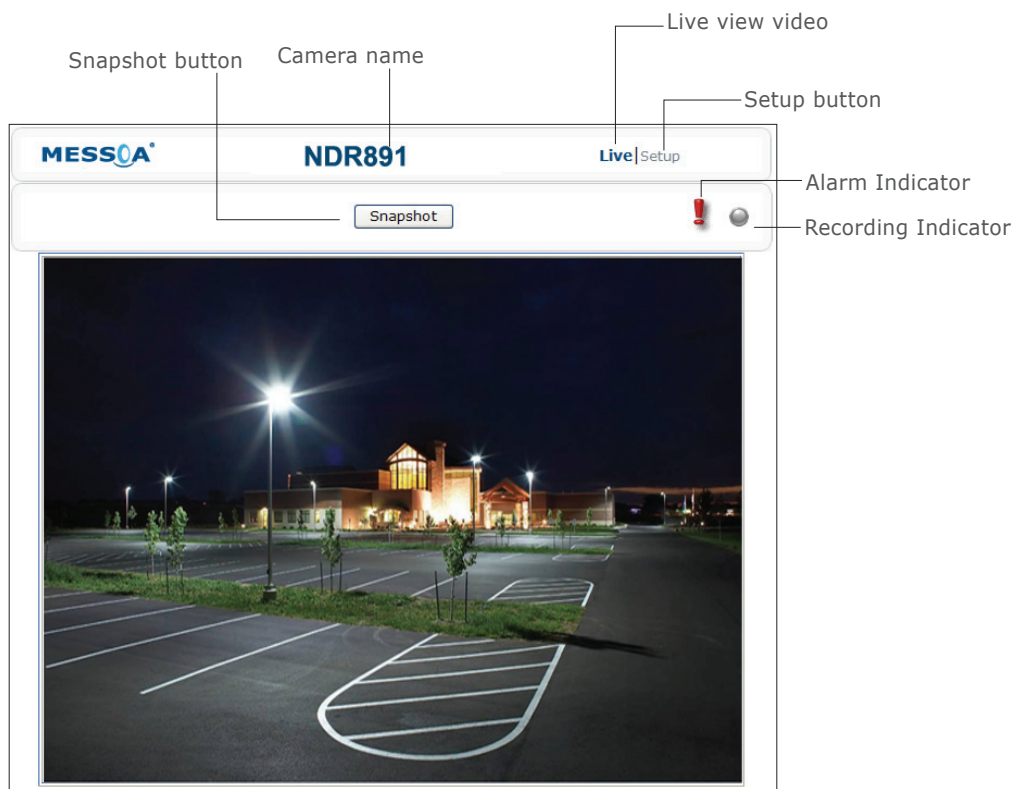 Live view video
Snapshot button
Camera name
Setup button
MESSOA®
NDR891
Live|Setup
Alarm Indicator
Snapshot
Recording Indicator